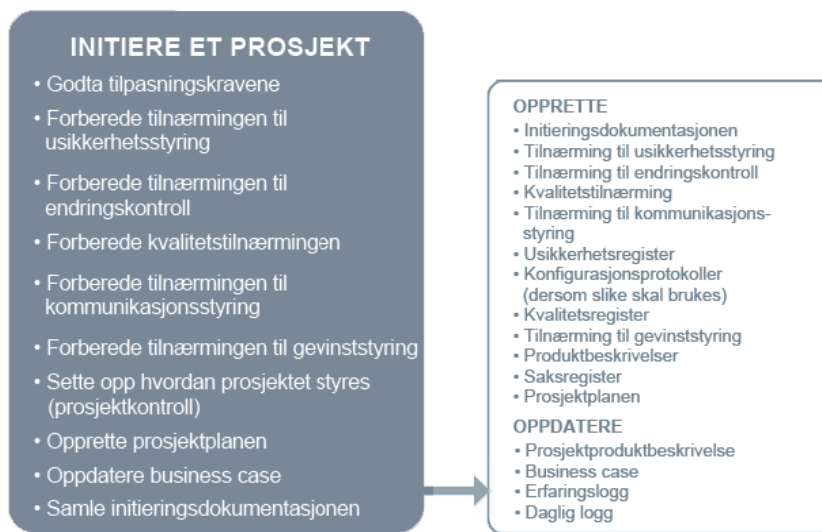 INITIERE ET PROSJEKT
• Godta tilpasningskravene
• Forberede tilnærmingen til
usikkerhetsstyring
• Forberede tilnærmingen til
endringskontroll
• Forberede kvalitetstilnærmingen
• Forberede tilnærmingen til
kommunikasjonsstyring
• Forberede tilnærmingen til gevinststyring
• Sette opp hvordan prosjektet styres
(prosjektkontroll)
• Opprette prosjektplanen
• Oppdatere business case
• Samle initieringsdokumentasjonen
OPPRETTE
• Initieringsdokumentasjonen
• Tilnærming til usikkerhetsstyring
• Tilnærming til endringskontroll
• Kvalitetstilnærming
• Tilnærming til kommunikasjons-
styring
• Usikkerhetsregister
• Konfigurasjonsprotokoller
(dersom slike skal brukes)
• Kvalitetsregister
• Tilnærming til gevinststyring
• Produktbeskrivelser
• Saksregister
• Prosjektplanen
OPPDATERE
• Prosjektproduktbeskrivelse
• Business case
• Erfaringslogg
• Daglig logg